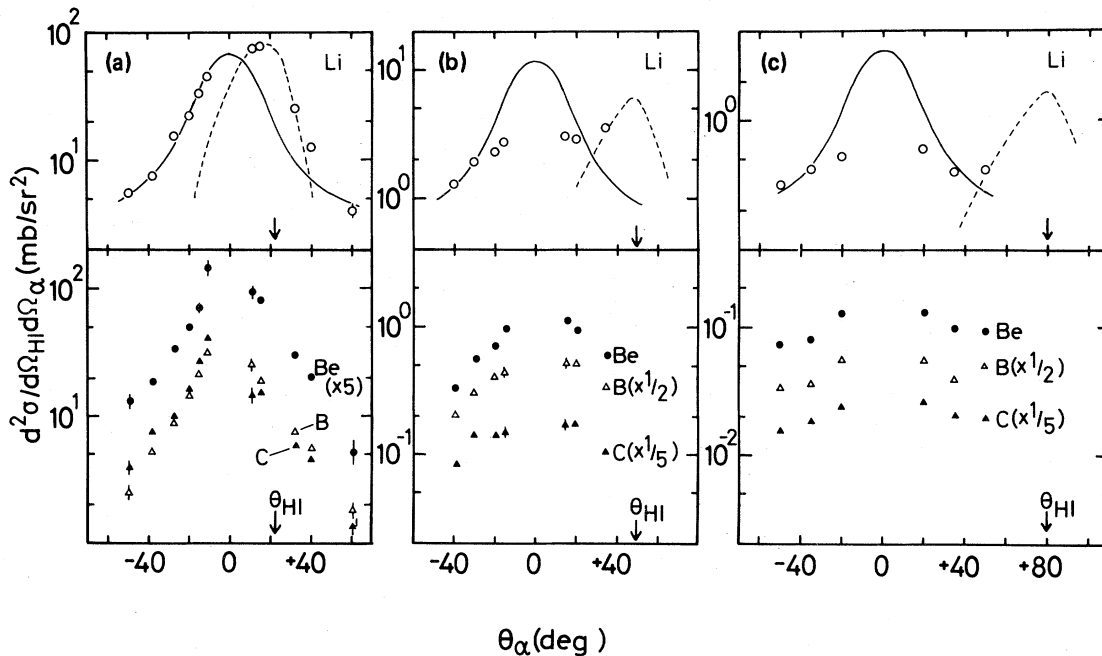 (a) Li
(b) Li
(c) Li
10²
10¹
10¹
10⁰
10⁰
d²σ/dΩHIdΩα(mb/sr²)
10²
10¹
Be
(x5)
B
C
θHI
10⁰
10⁻¹
Be
B(x1/2)
C(x1/5)
θHI
10⁻¹
10⁻²
Be
B(x1/2)
C(x1/5)
θHI
-40 0 +40
-40 0 +40
-40 0 +40 +80
θα(deg)